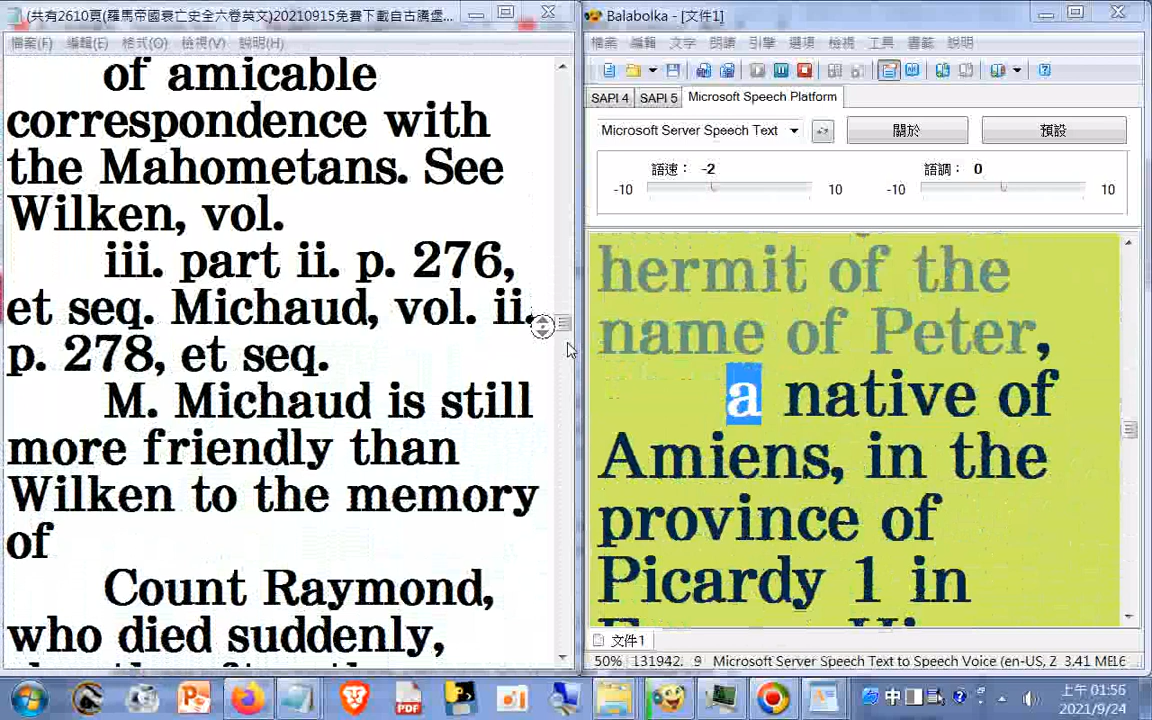 (共有2610頁(羅馬帝國衰亡史全六卷英文)20210915免費下載自古騰堡...
檔案(F) 編輯(E) 格式(O) 檢視(V) 說明(H)
of amicable
correspondence with
the Mahometans. See
Wilken, vol.
iii. part ii. p. 276,
et seq. Michaud, vol. ii.
p. 278, et seq.
M. Michaud is still
more friendly than
Wilken to the memory
of
Count Raymond,
who died suddenly,
Balabolka - [文件1]
檔案 編輯 文字 閱讀 引擎 選項 檢視 工具 書籤 說明
SAPI 4 SAPI 5 Microsoft Speech Platform
Microsoft Server Speech Text 關於 預設
語速： -2 語調： 0
-10 10 -10 10
hermit of the
name of Peter,
a native of
Amiens, in the
province of
Picardy 1 in
文件1
50% 131942. 9 Microsoft Server Speech Text to Speech Voice (en-US, Z 3.41 ME16
PDF 中 上午 01:56
2021/9/24